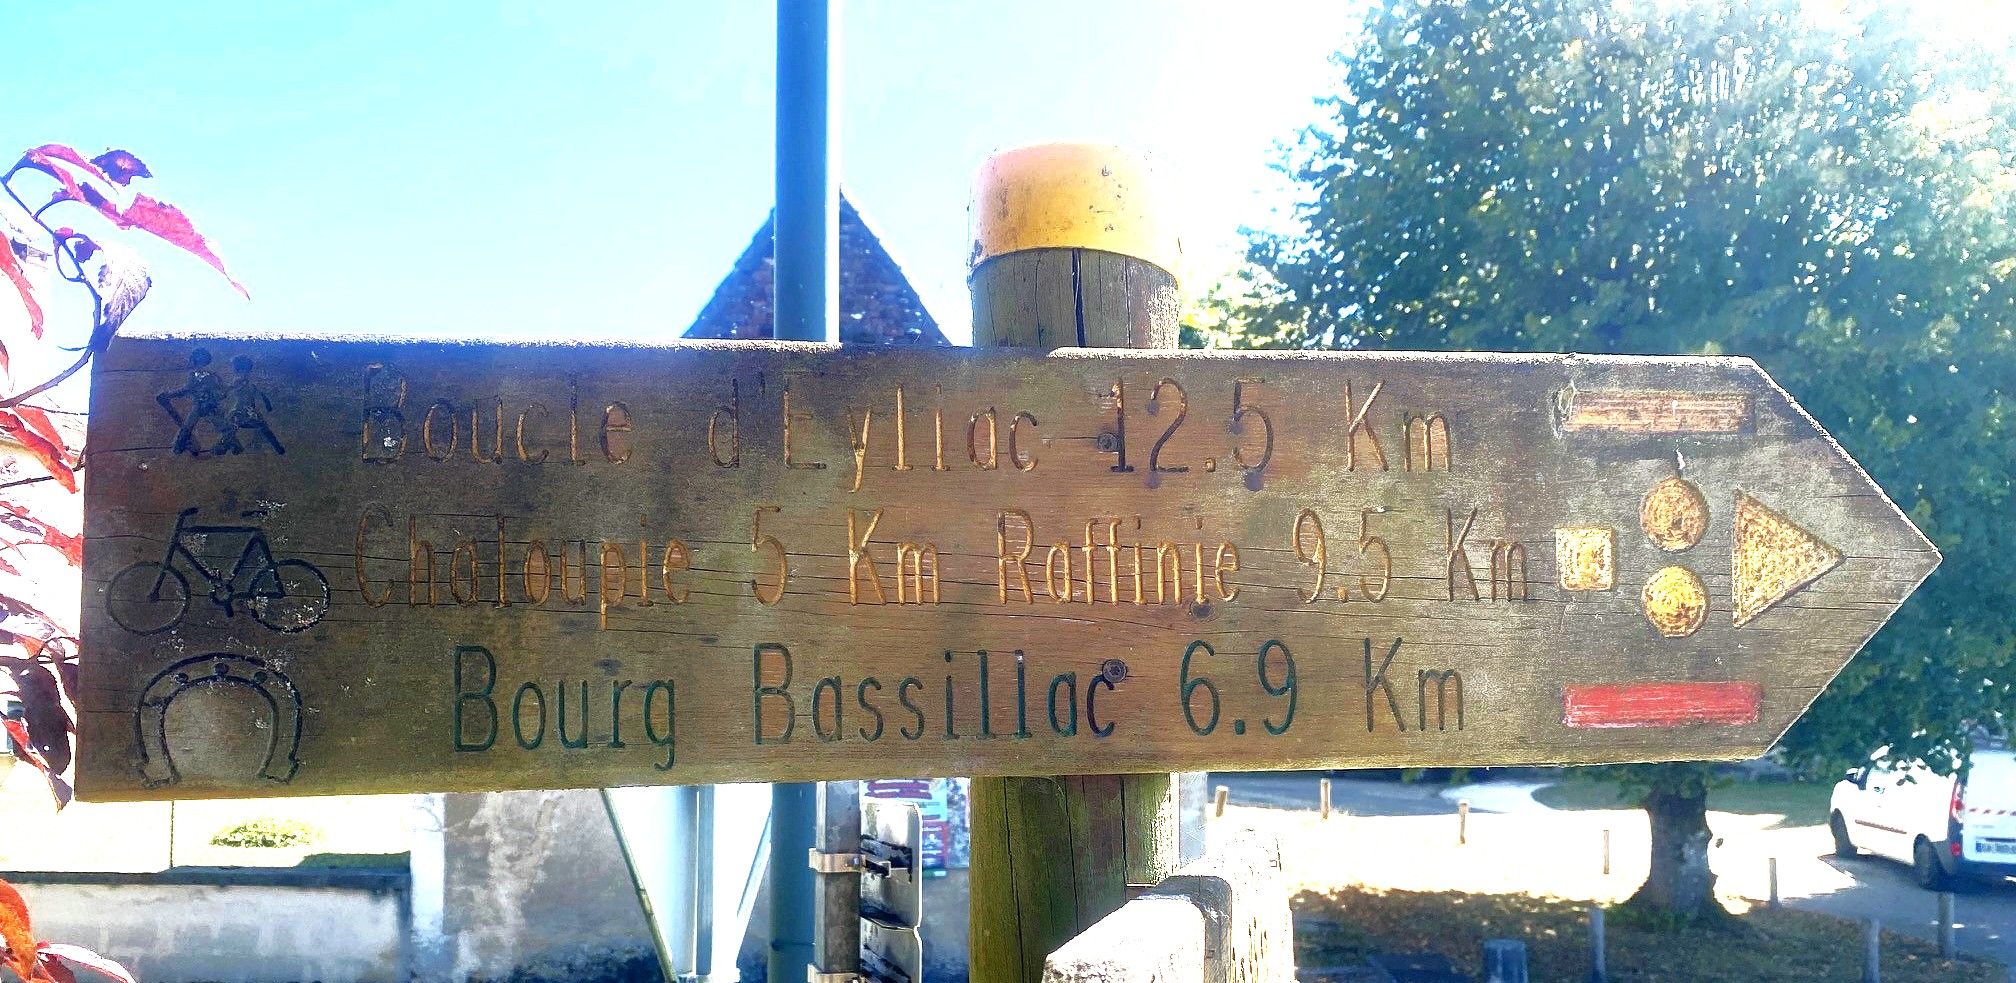 Boucle d'Eyliac 12.5 Km
Chaloupie 5 Km Raffinie 9.5 Km
Bourg Bassillac 6.9 Km